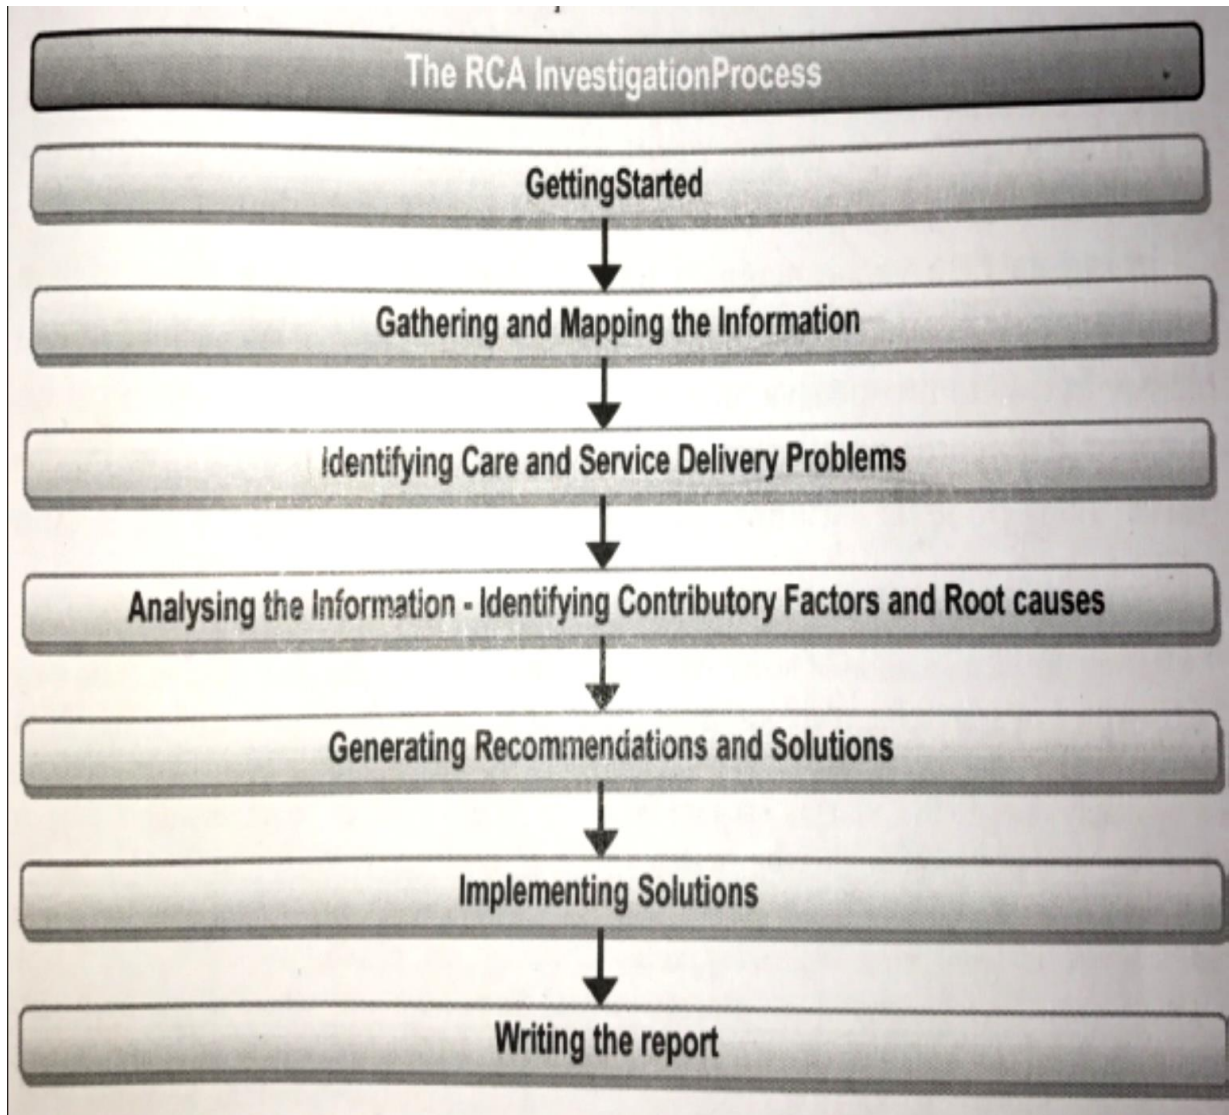 The RCA InvestigationProcess
GettingStarted
Gathering and Mapping the Information
Identifying Care and Service Delivery Problems
Analysing the Information - Identifying Contributory Factors and Root causes
Generating Recommendations and Solutions
Implementing Solutions
Writing the report